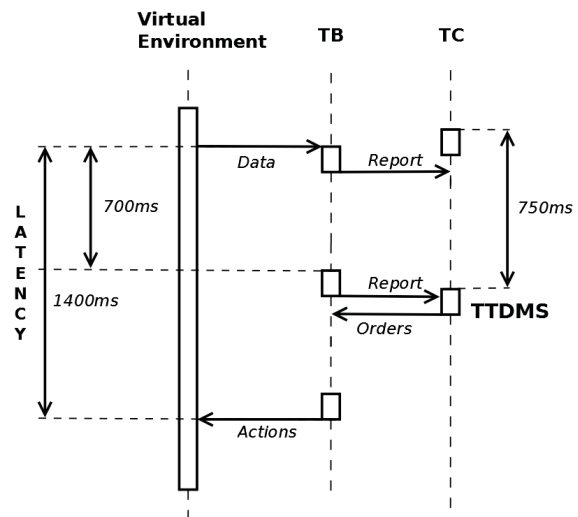 Virtual
Environment
TB
TC
Data
Report
700ms
750ms
L
A
T
E
N
C
Y
1400ms
Report
TTDMS
Orders
Actions